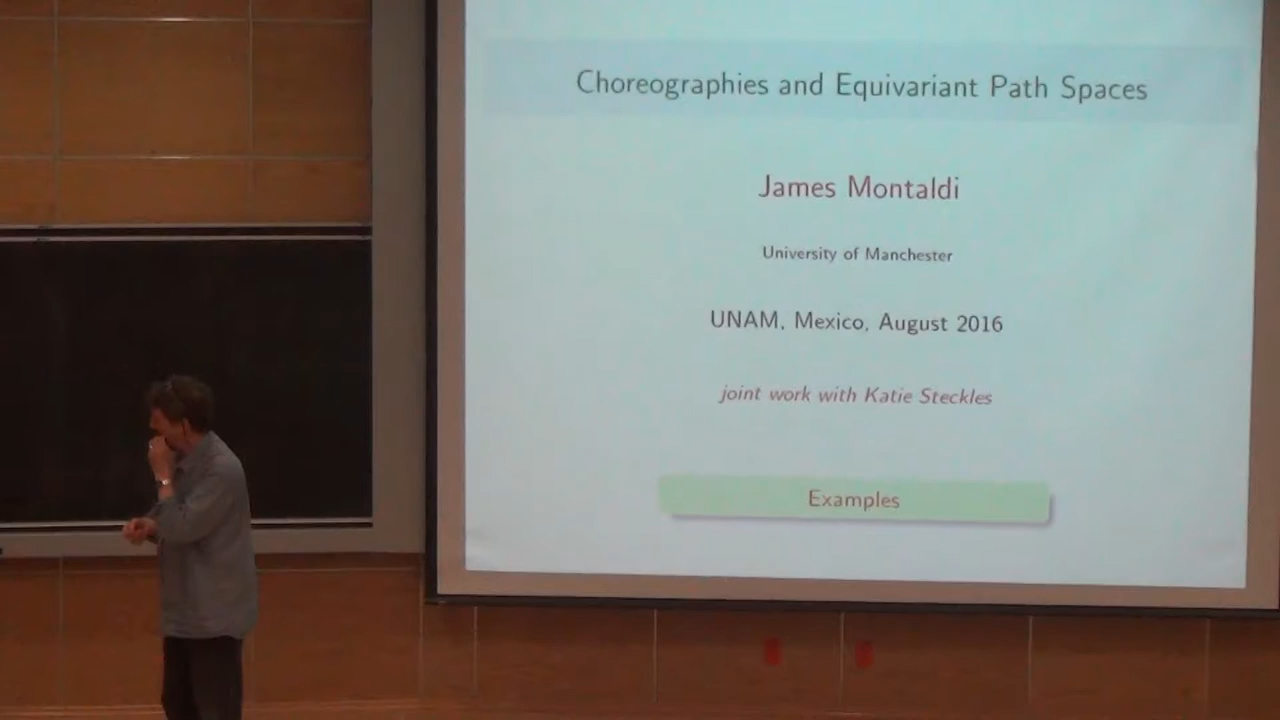 Choreographies and Equivariant Path Spaces
James Montaldi
University of Manchester
UNAM, Mexico, August 2016
joint work with Katie Steckles
Examples